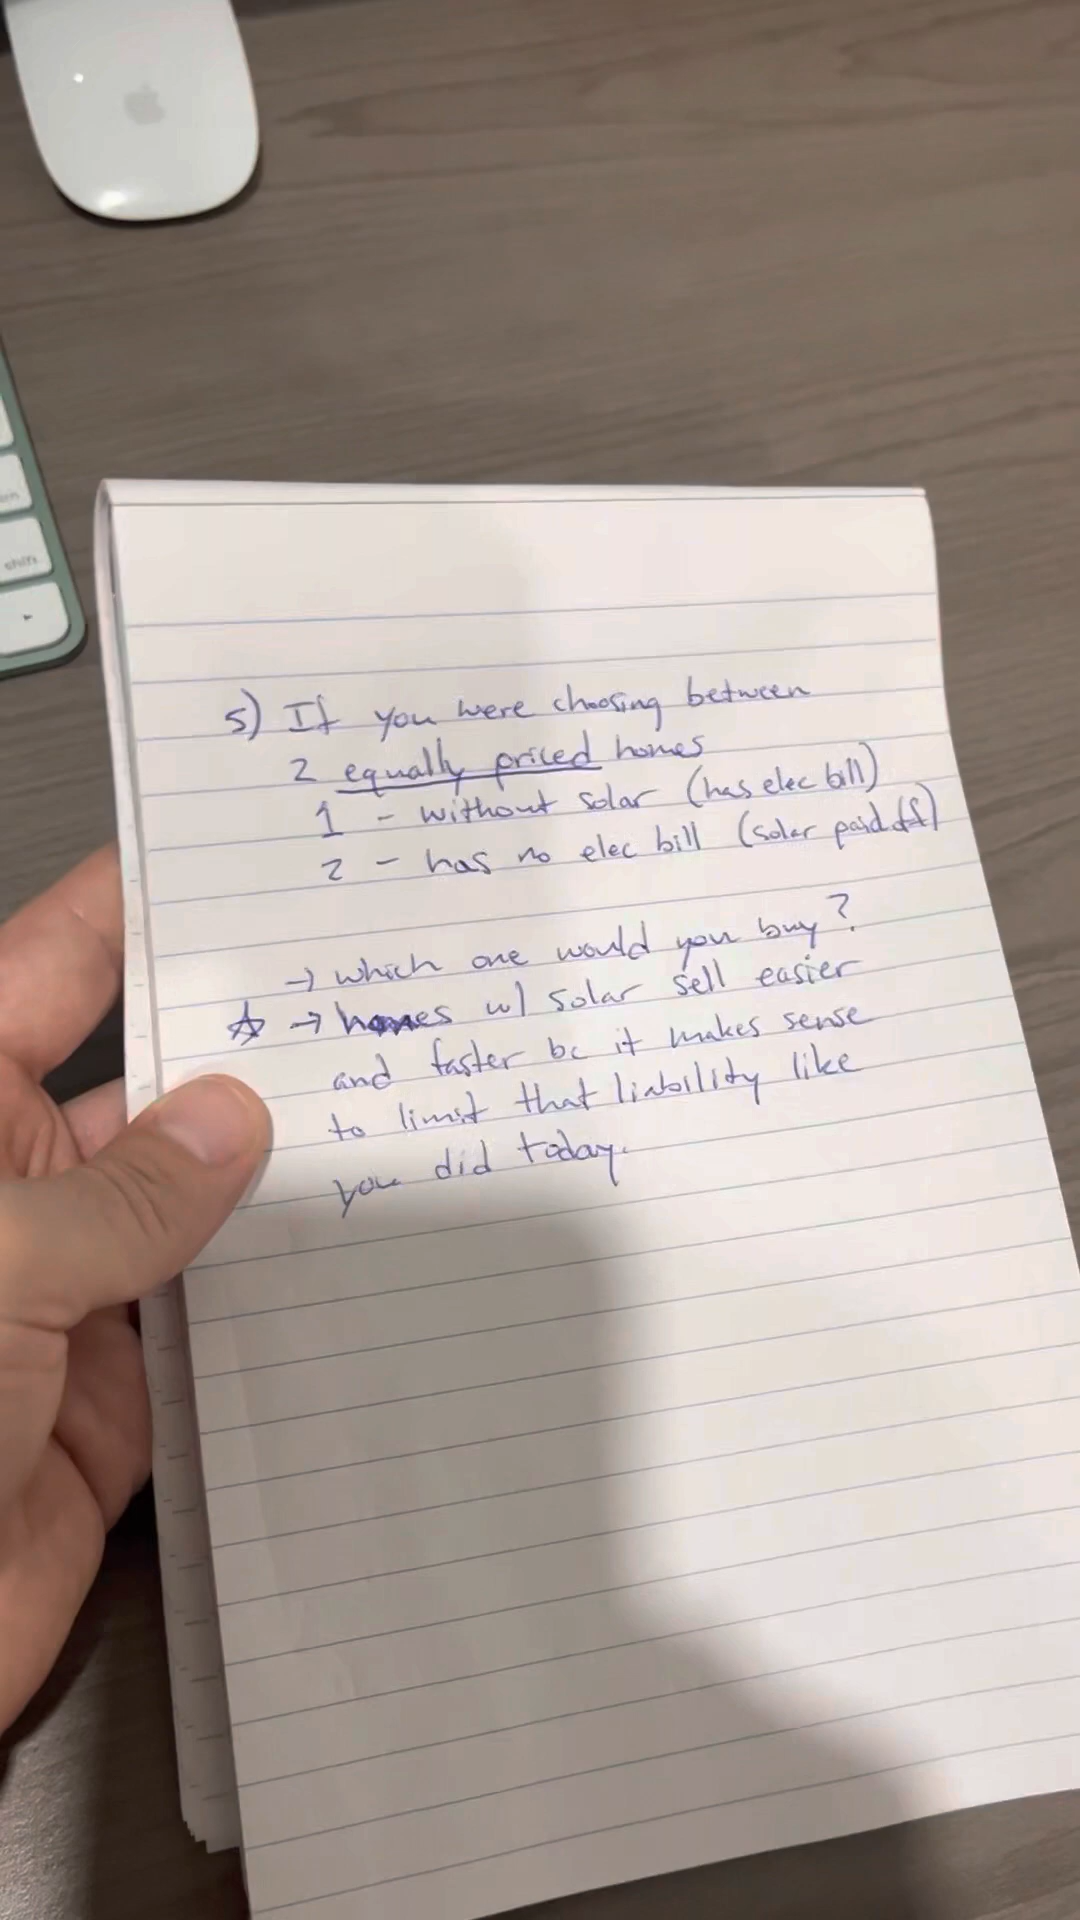 shift
5) If you were choosing between
2 equally priced homes
1 - without solar (has elec bill)
2 - has no elec bill (solar paid off)
→ which one would you buy?
☆ → homes w/ solar sell easier
and faster bc it makes sense
to limit that liability like
you did today.